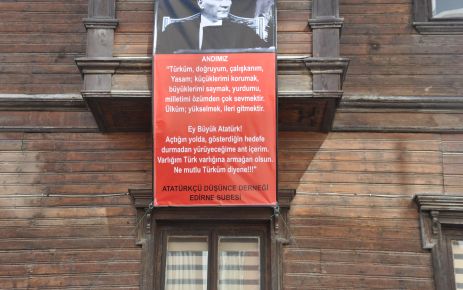 ANDIMIZ
"Türküm, doğruyum, çalışkanım,
Yasam; küçüklerimi korumak,
büyüklerimi saymak, yurdumu,
milletimi özümden çok sevmektir.
Ülküm; yükselmek, ileri gitmektir.
Ey Büyük Atatürk!
Açtığın yolda, gösterdiğin hedefe
durmadan yürüyeceğime ant içerim.
Varlığım Türk varlığına armağan olsun.
Ne mutlu Türküm diyene!!!"
ATATÜRKÇÜ DÜŞÜNCE DERNEĞİ
EDİRNE ŞUBESİ